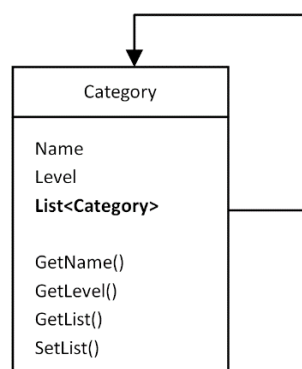 Category
Name
Level
List<Category>
GetName()
GetLevel()
GetList()
SetList()